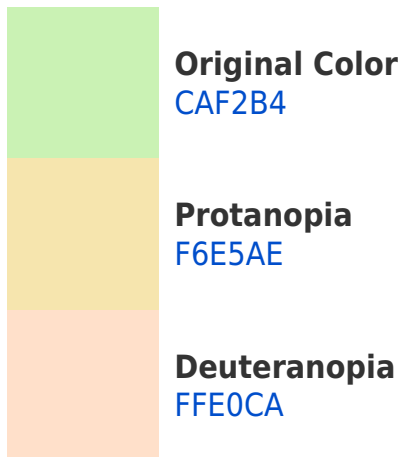 Original Color
CAF2B4
Protanopia
F6E5AE
Deuteranopia
FFE0CA